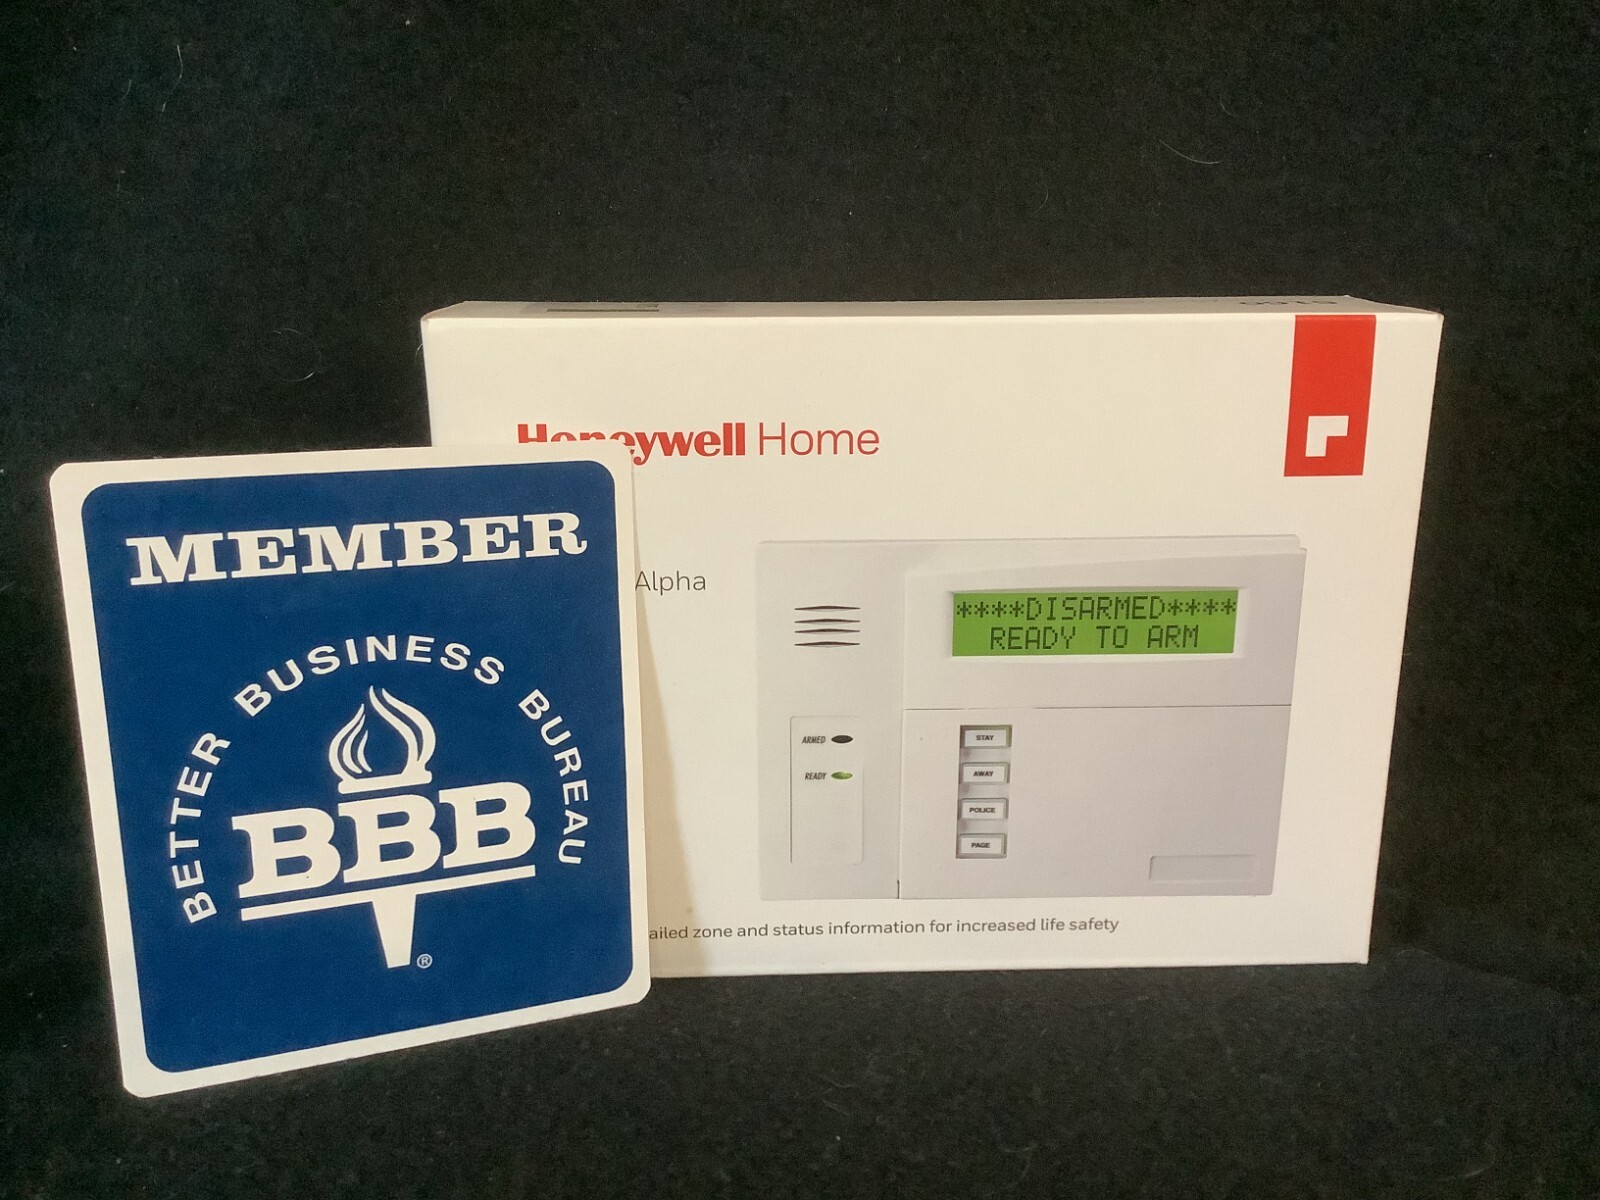 Honeywell Home
Alpha
****DISARMED****
READY TO ARM
ARMED
READY
STAY
AWAY
POLICE
PAGE
ailed zone and status information for increased life safety
MEMBER
BETTER BUSINESS BUREAU
BBB
®